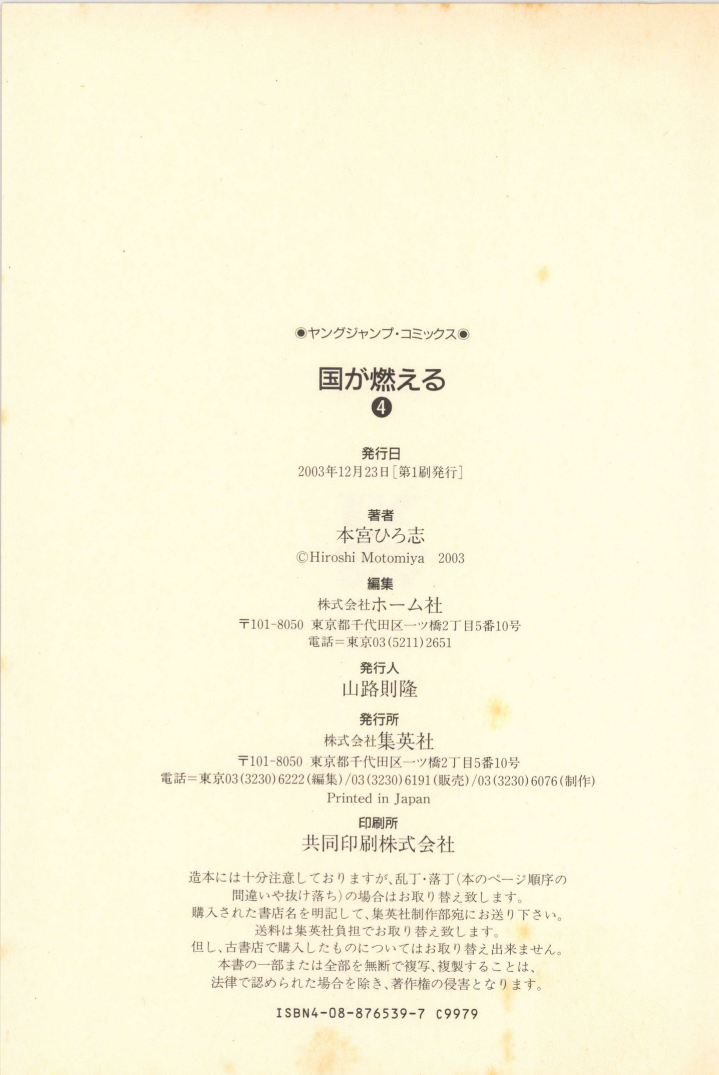 ◉ヤングジャンプ・コミックス◉
国が燃える
❹
発行日
2003年12月23日[第1刷発行]
著者
本宮ひろ志
©Hiroshi Motomiya 2003
編集
株式会社ホーム社
〒101-8050 東京都千代田区一ツ橋2丁目5番10号
電話=東京03(5211)2651
発行人
山路則隆
発行所
株式会社集英社
〒101-8050 東京都千代田区一ツ橋2丁目5番10号
電話=東京03(3230)6222(編集)/03(3230)6191(販売)/03(3230)6076(制作)
Printed in Japan
印刷所
共同印刷株式会社
造本には十分注意しておりますが、乱丁・落丁(本のページ順序の
間違いや抜け落ち)の場合はお取り替え致します。
購入された書店名を明記して、集英社制作部宛にお送り下さい。
送料は集英社負担でお取り替え致します。
但し、古書店で購入したものについてはお取り替え出来ません。
本書の一部または全部を無断で複写、複製することは、
法律で認められた場合を除き、著作権の侵害となります。
ISBN4-08-876539-7 C9979